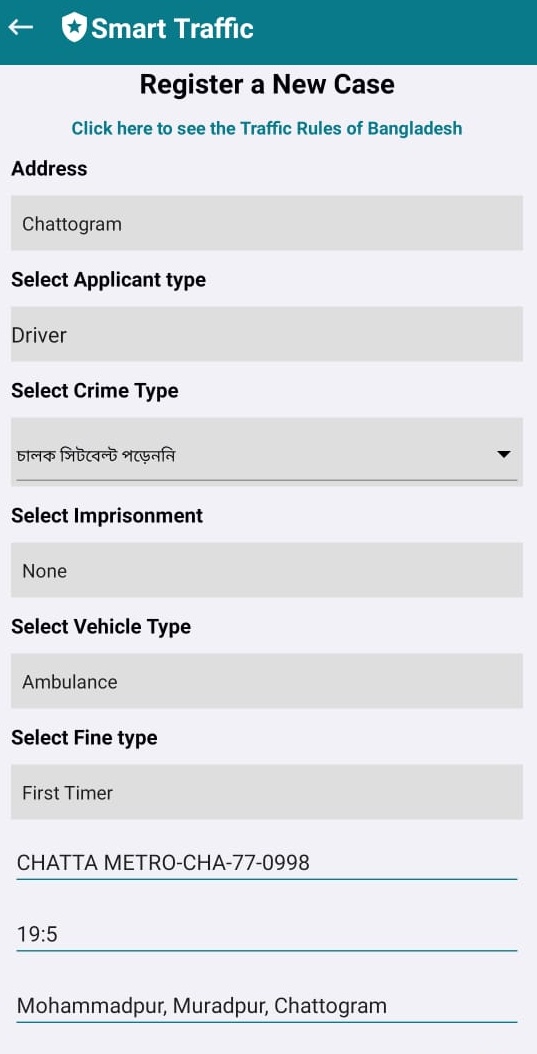 Smart Traffic
Register a New Case
Click here to see the Traffic Rules of Bangladesh
Address
Chattogram
Select Applicant type
Driver
Select Crime Type
চালক সিটবেল্ট পড়েননি
Select Imprisonment
None
Select Vehicle Type
Ambulance
Select Fine type
First Timer
CHATTA METRO-CHA-77-0998
19:5
Mohammadpur, Muradpur, Chattogram